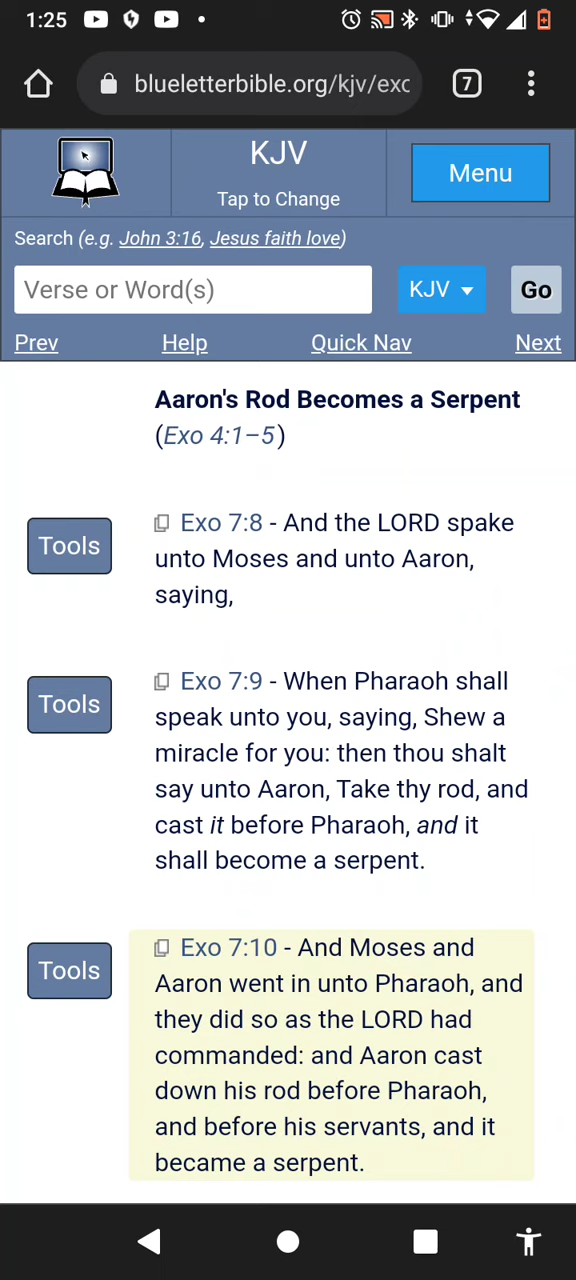 1:25
blueletterbible.org/kjv/exc
7
KJV
Tap to Change
Menu
Search (e.g. John 3:16, Jesus faith love)
Verse or Word(s)
KJV
Go
Prev
Help
Quick Nav
Next
Aaron's Rod Becomes a Serpent
(Exo 4:1–5)
Tools
Exo 7:8 - And the LORD spake
unto Moses and unto Aaron,
saying,
Tools
Exo 7:9 - When Pharaoh shall
speak unto you, saying, Shew a
miracle for you: then thou shalt
say unto Aaron, Take thy rod, and
cast it before Pharaoh, and it
shall become a serpent.
Tools
Exo 7:10 - And Moses and
Aaron went in unto Pharaoh, and
they did so as the LORD had
commanded: and Aaron cast
down his rod before Pharaoh,
and before his servants, and it
became a serpent.